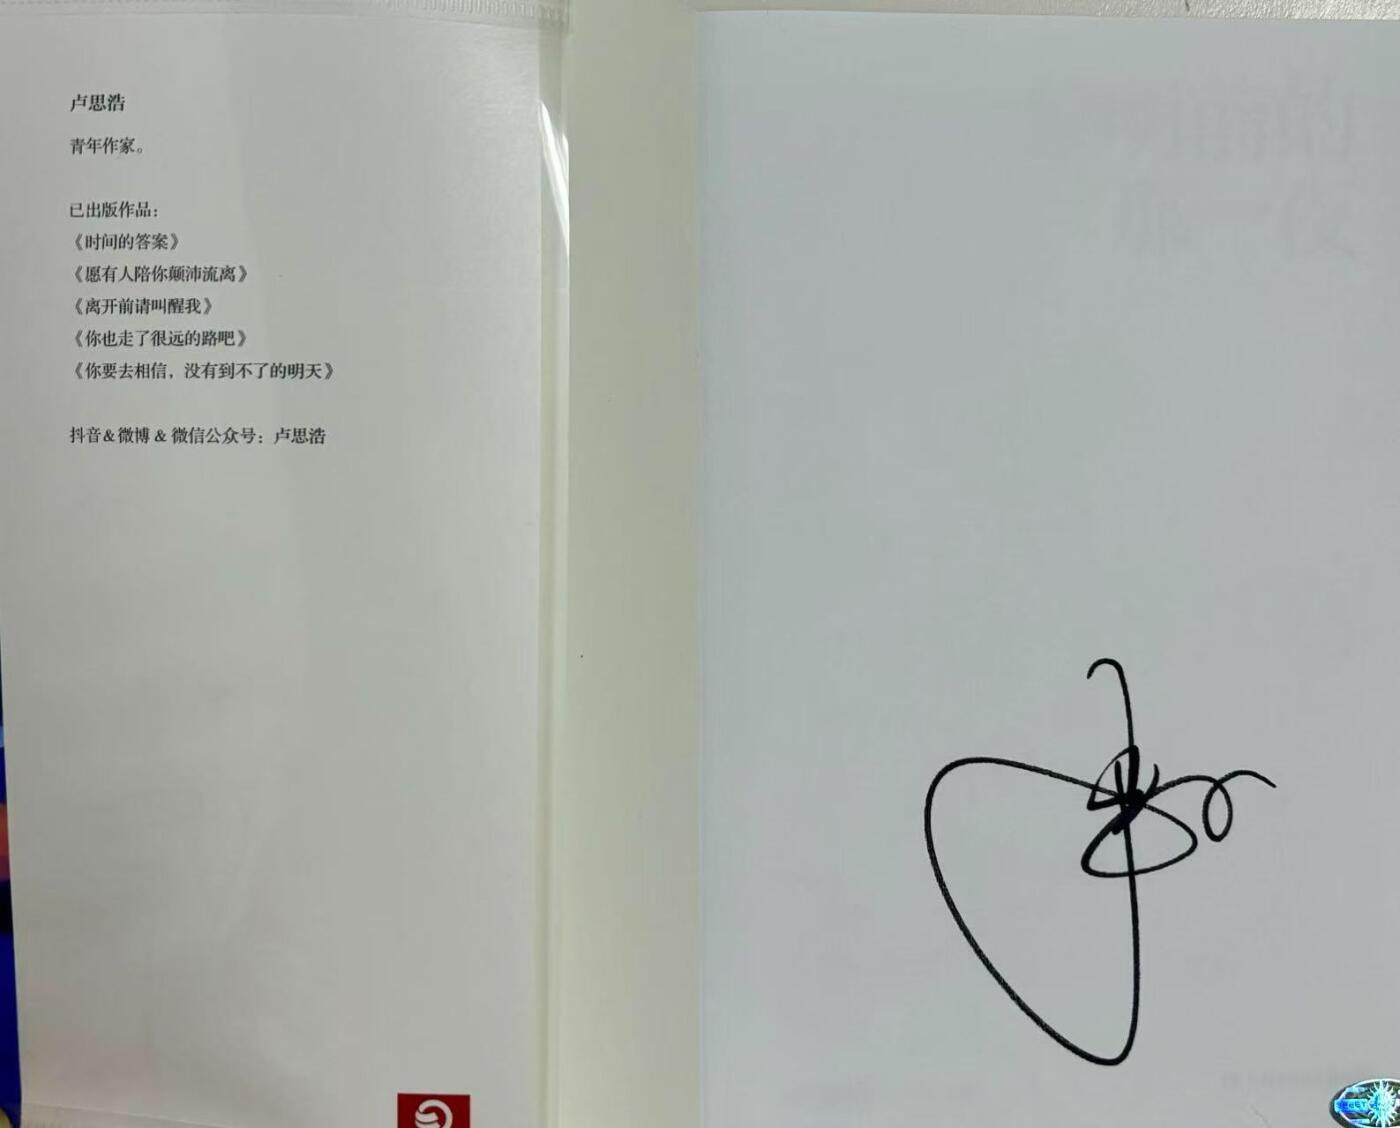 卢思浩
青年作家。
已出版作品：
《时间的答案》
《愿有人陪你颠沛流离》
《离开前请叫醒我》
《你也走了很远的路吧》
《你要去相信，没有到不了的明天》
抖音&微博 & 微信公众号：卢思浩